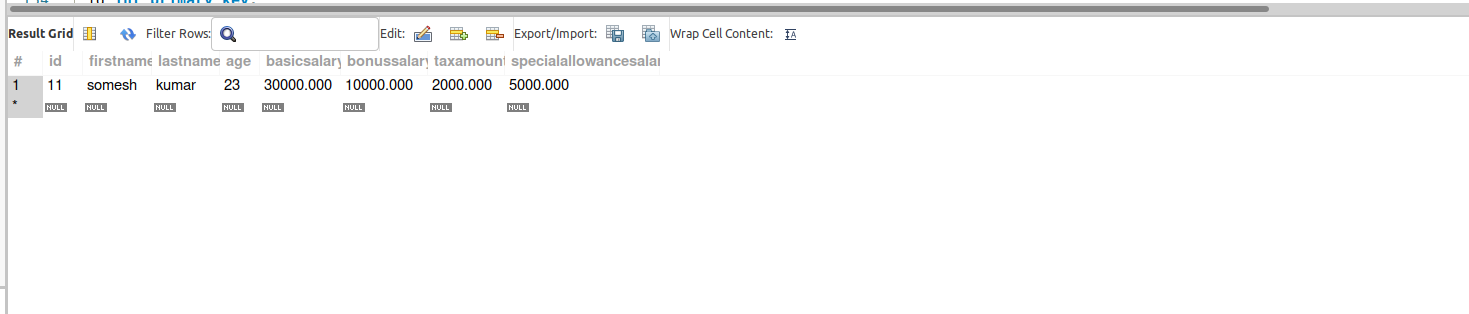 Result Grid Filter Rows: Edit: Export/Import: Wrap Cell Content:
# id firstname lastname age basicsalary bonussalary taxamount specialallowancesalar
1 11 somesh kumar 23 30000.000 10000.000 2000.000 5000.000
* NULL NULL NULL NULL NULL NULL NULL NULL